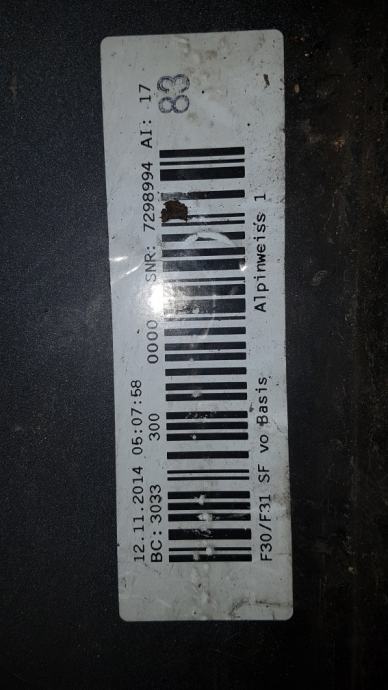 12.11.2014 05:07:58
BC: 3033 300 0000 SNR: 7298994 AI: 17
83
F30/F31 SF vo Basis Alpinweiss 1